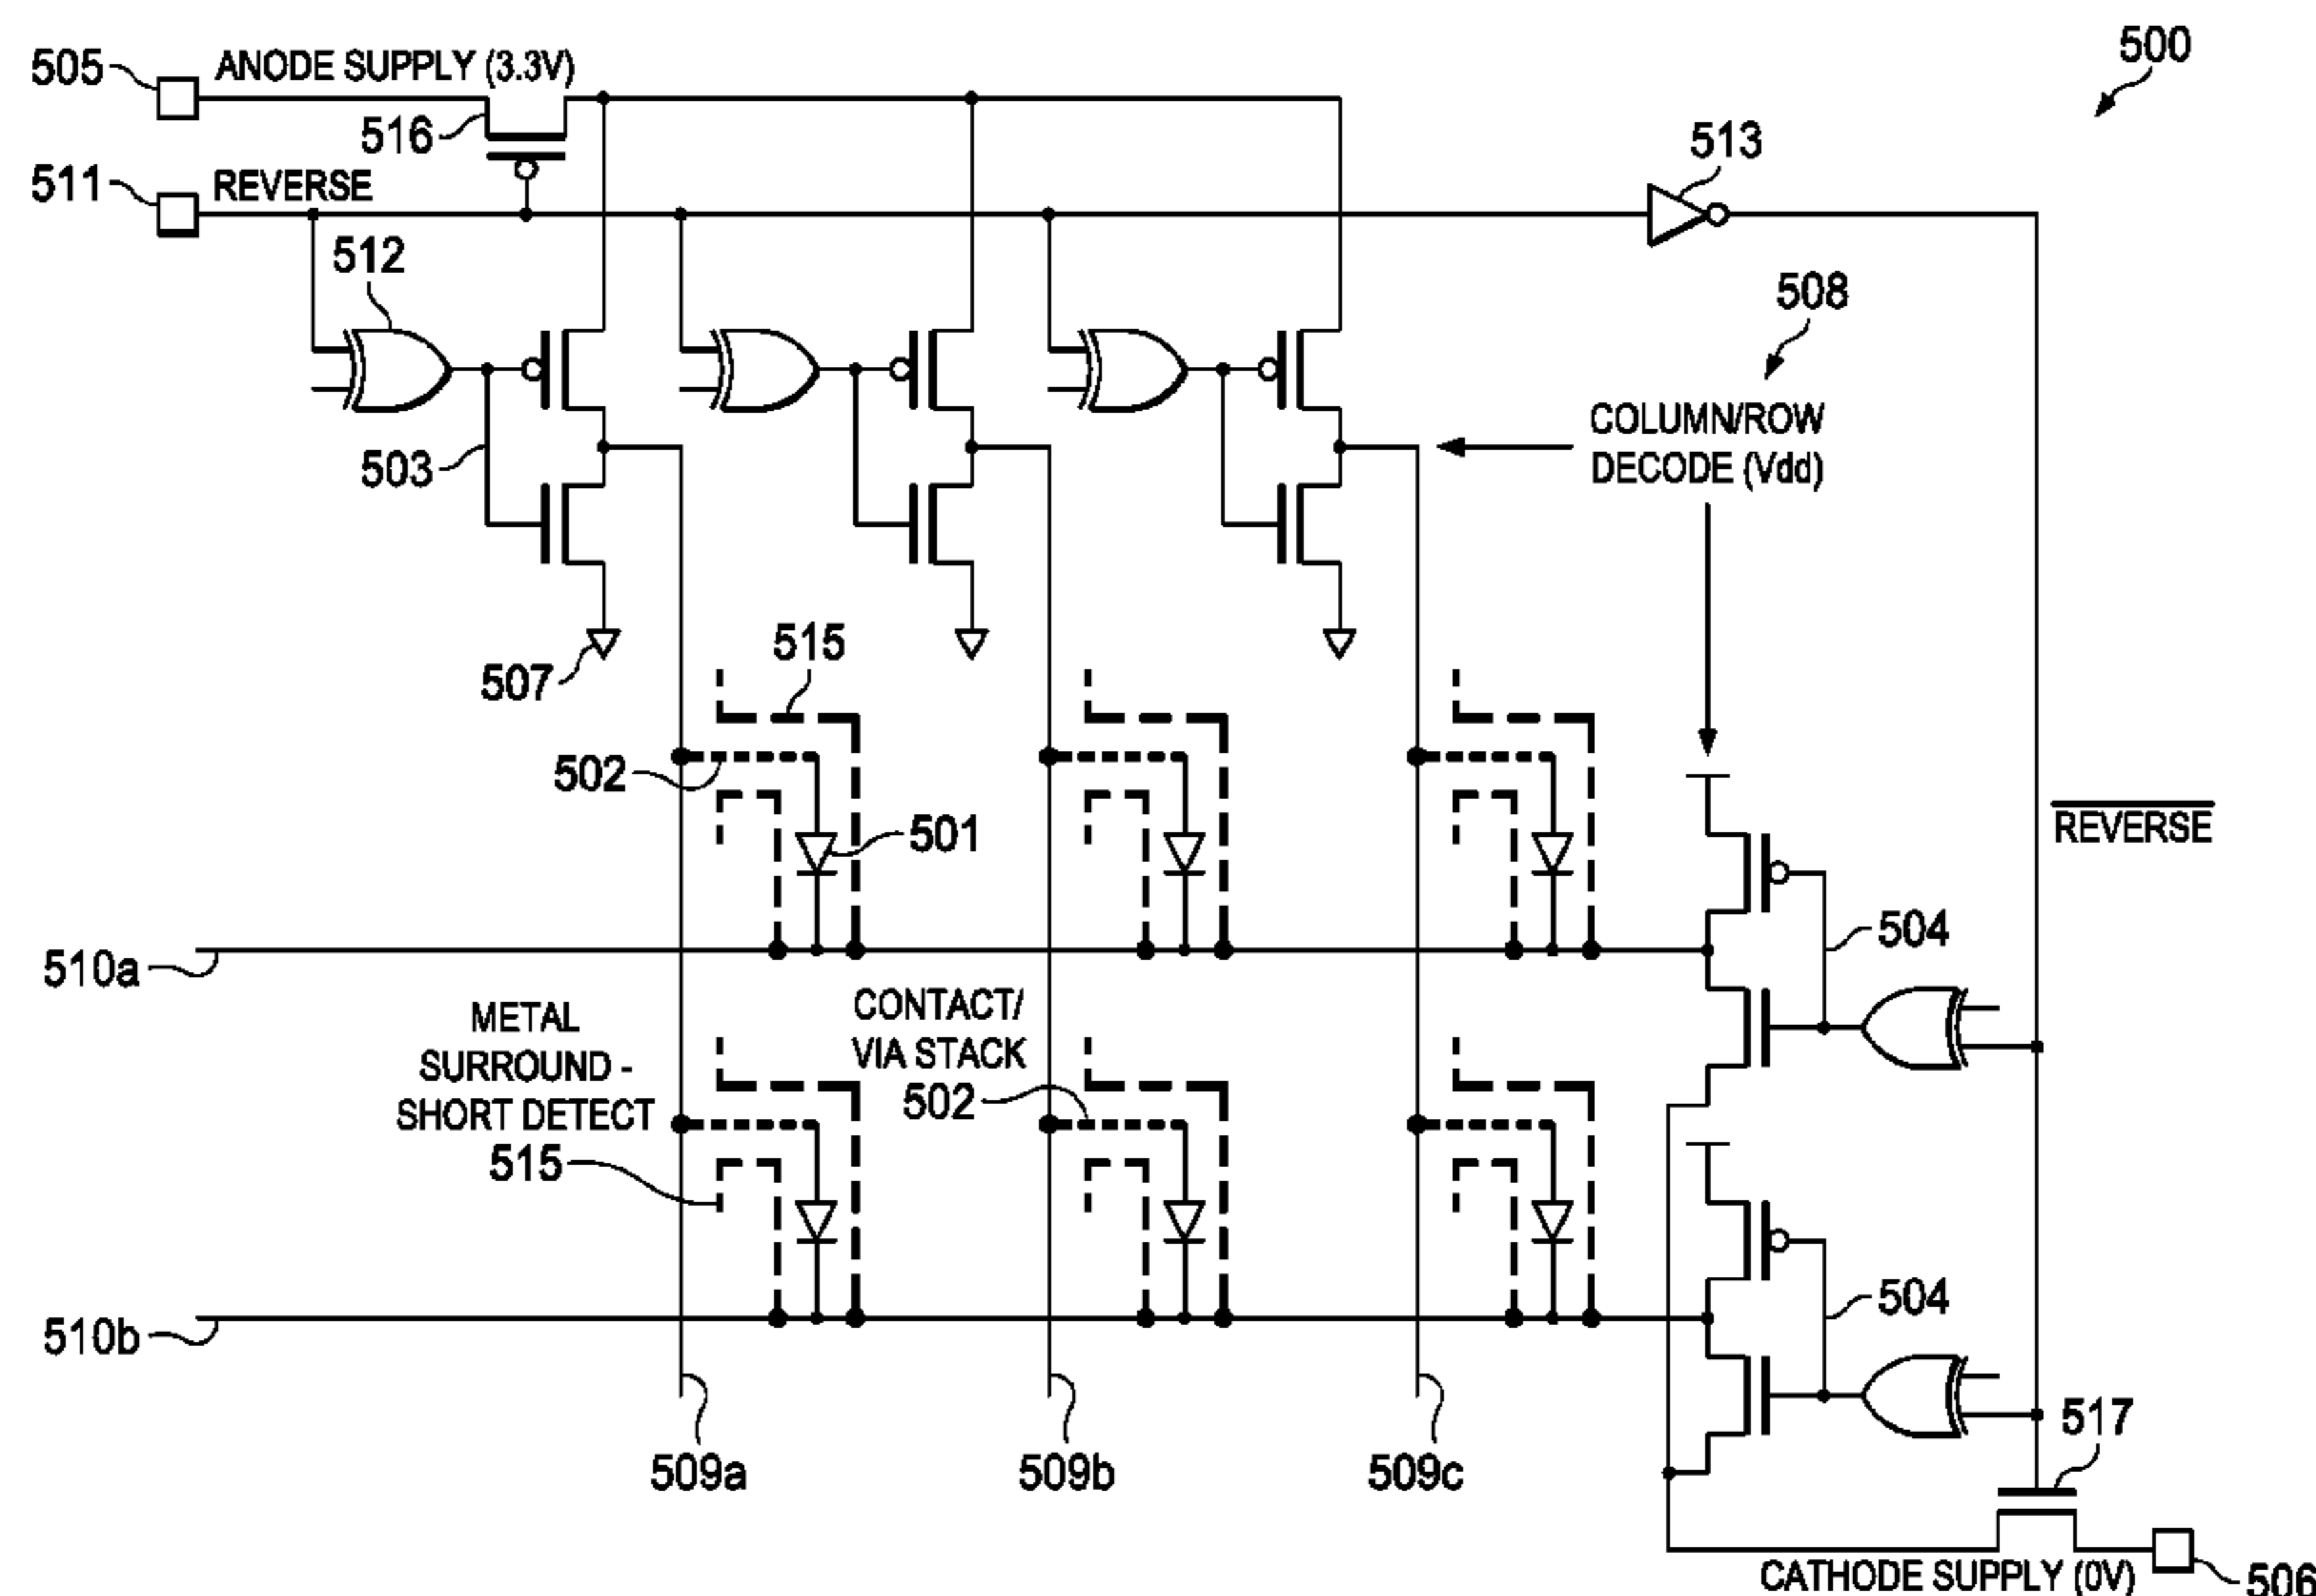 500
505
ANODE SUPPLY (3.3V)
516
513
511
REVERSE
512
508
COLUMN/ROW
DECODE (Vdd)
503
507
515
502
501
REVERSE
504
510a
METAL
SURROUND -
SHORT DETECT
515
CONTACT/
VIA STACK
502
504
510b
517
509a
509b
509c
CATHODE SUPPLY (0V)
506